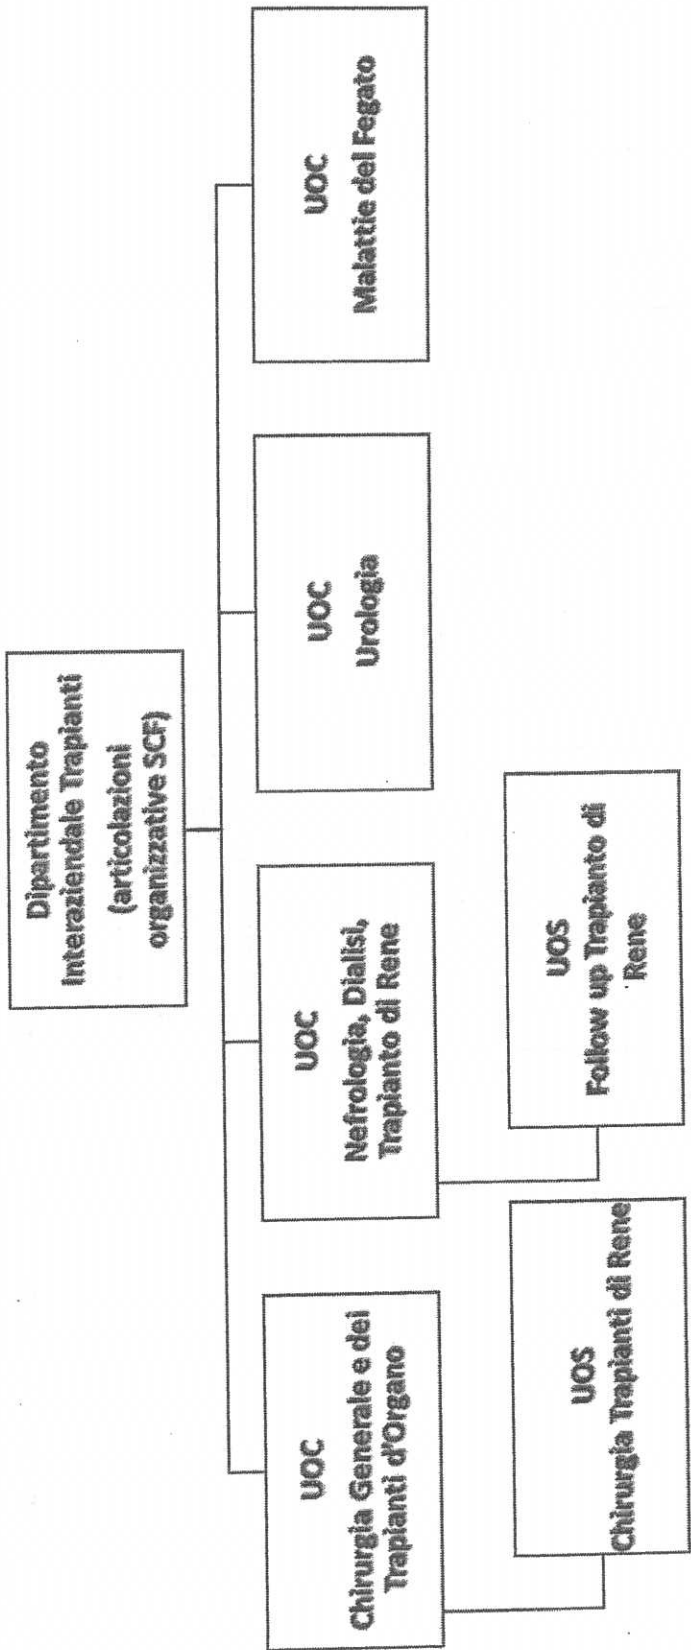 Dipartimento
Interaziendale Trapianti
(articolazioni
organizzative SCF)
UOC
Chirurgia Generale e dei
Trapianti d'Organo
UOC
Nefrologia, Dialisi,
Trapianto di Rene
UOC
Urologia
UOC
Malattie del Fegato
UOS
Chirurgia Trapianti di Rene
UOS
Follow up Trapianto di
Rene